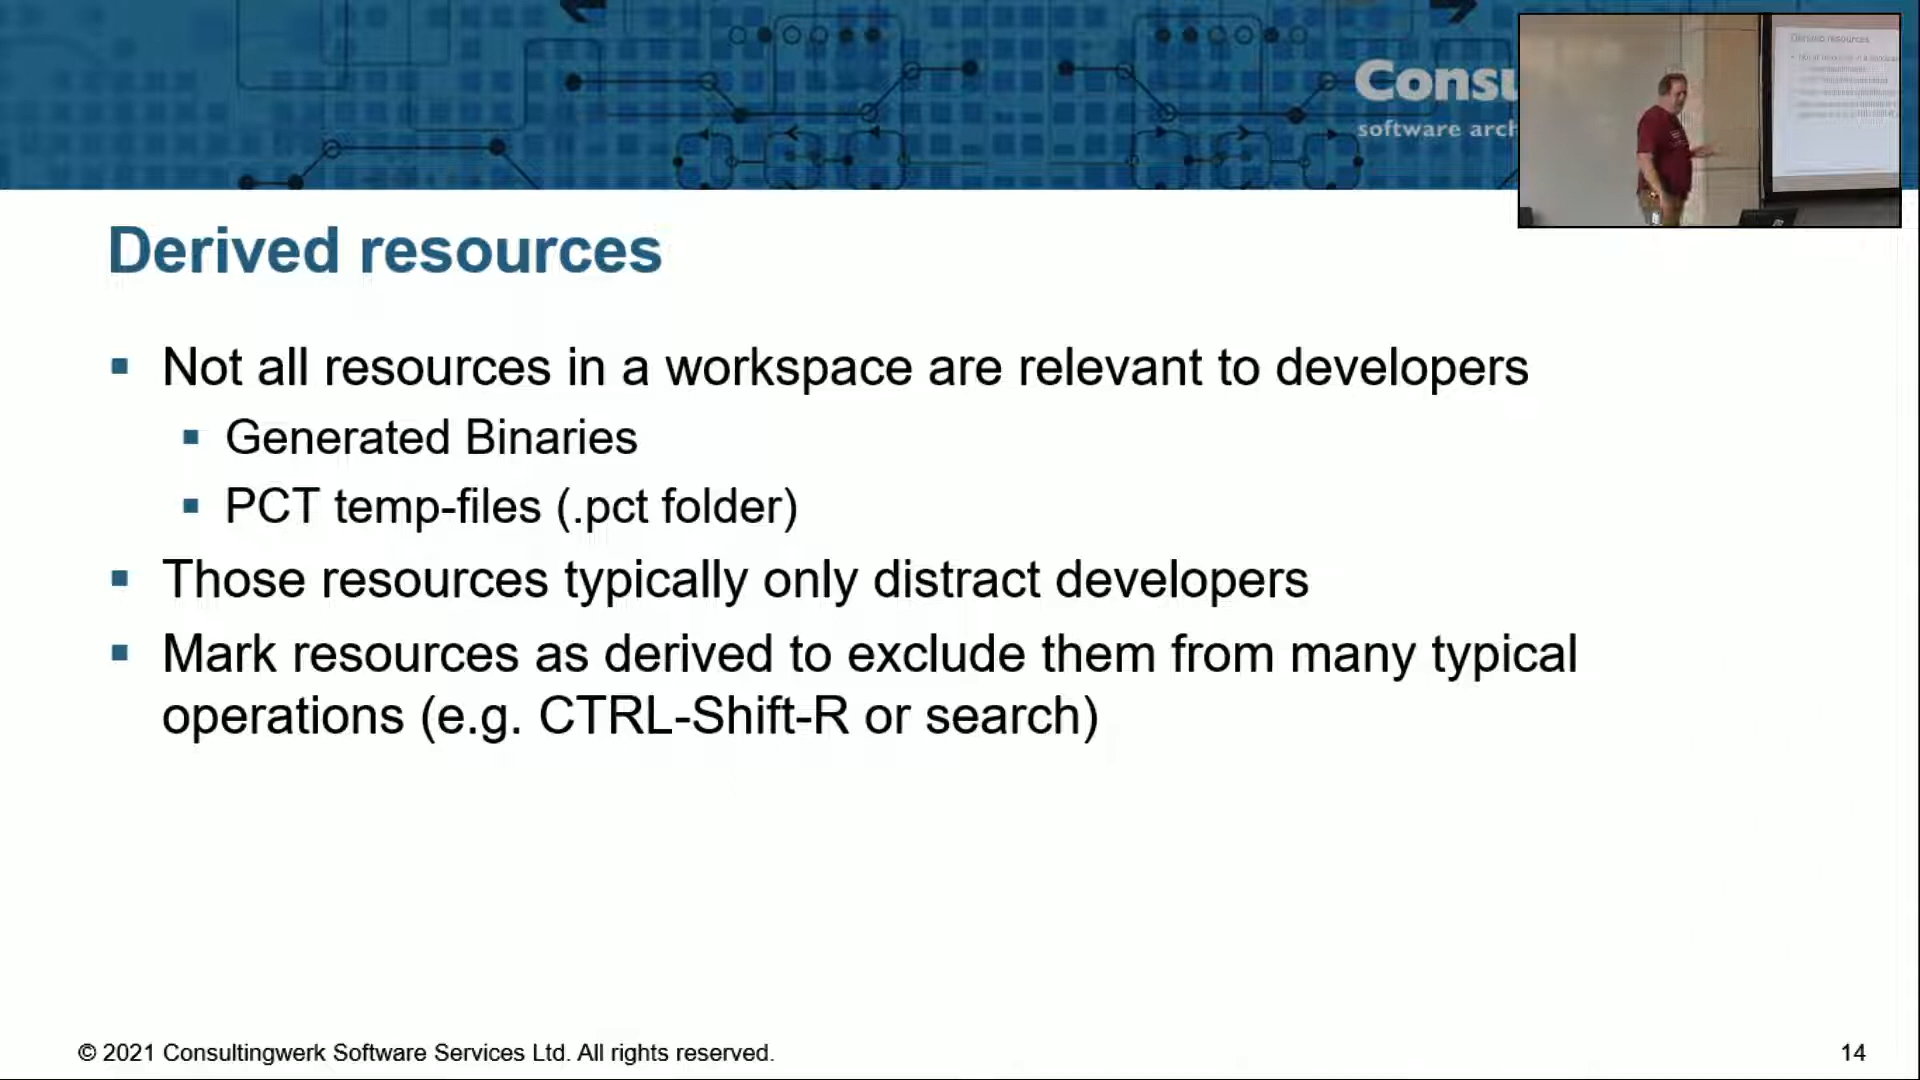 Consu
software arch
Derived resources
Derived resources
Not all resources in a workspace are relevant to developers
Generated Binaries
PCT temp-files (.pct folder)
Those resources typically only distract developers
Mark resources as derived to exclude them from many typical
operations (e.g. CTRL-Shift-R or search)
© 2021 Consultingwerk Software Services Ltd. All rights reserved.
14